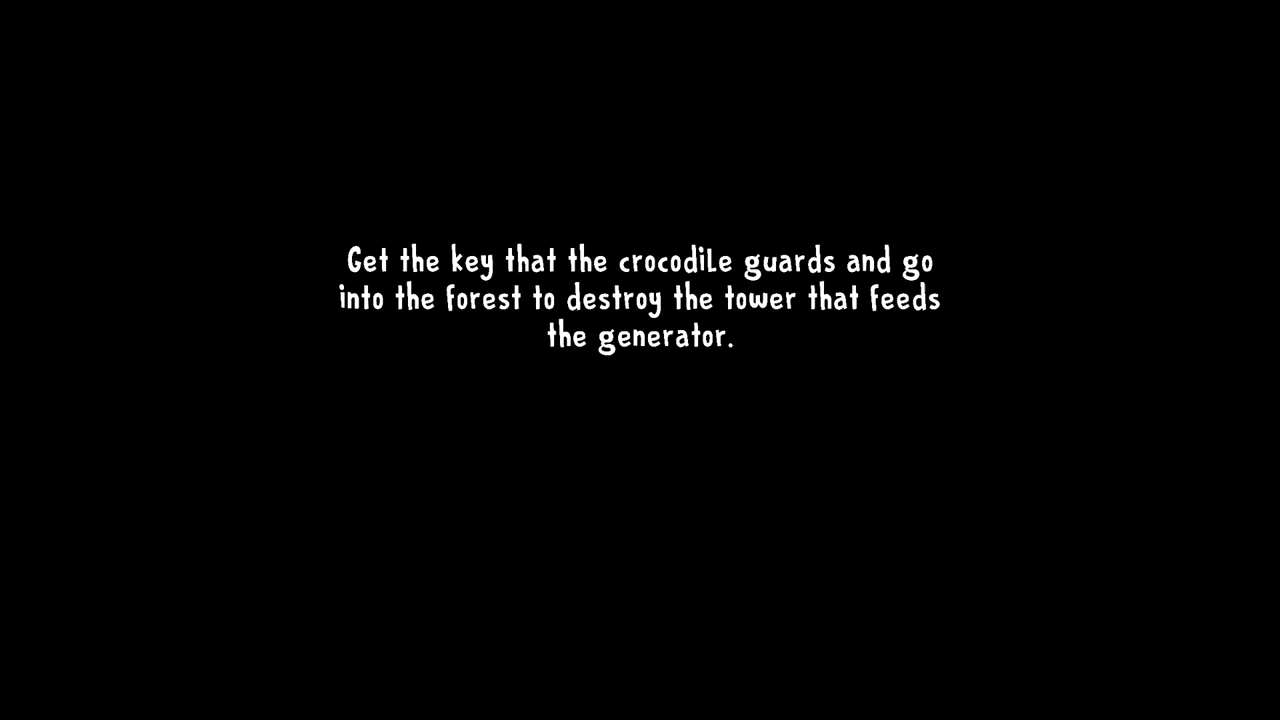 Get the key that the crocodile guards and go
into the forest to destroy the tower that feeds
the generator.